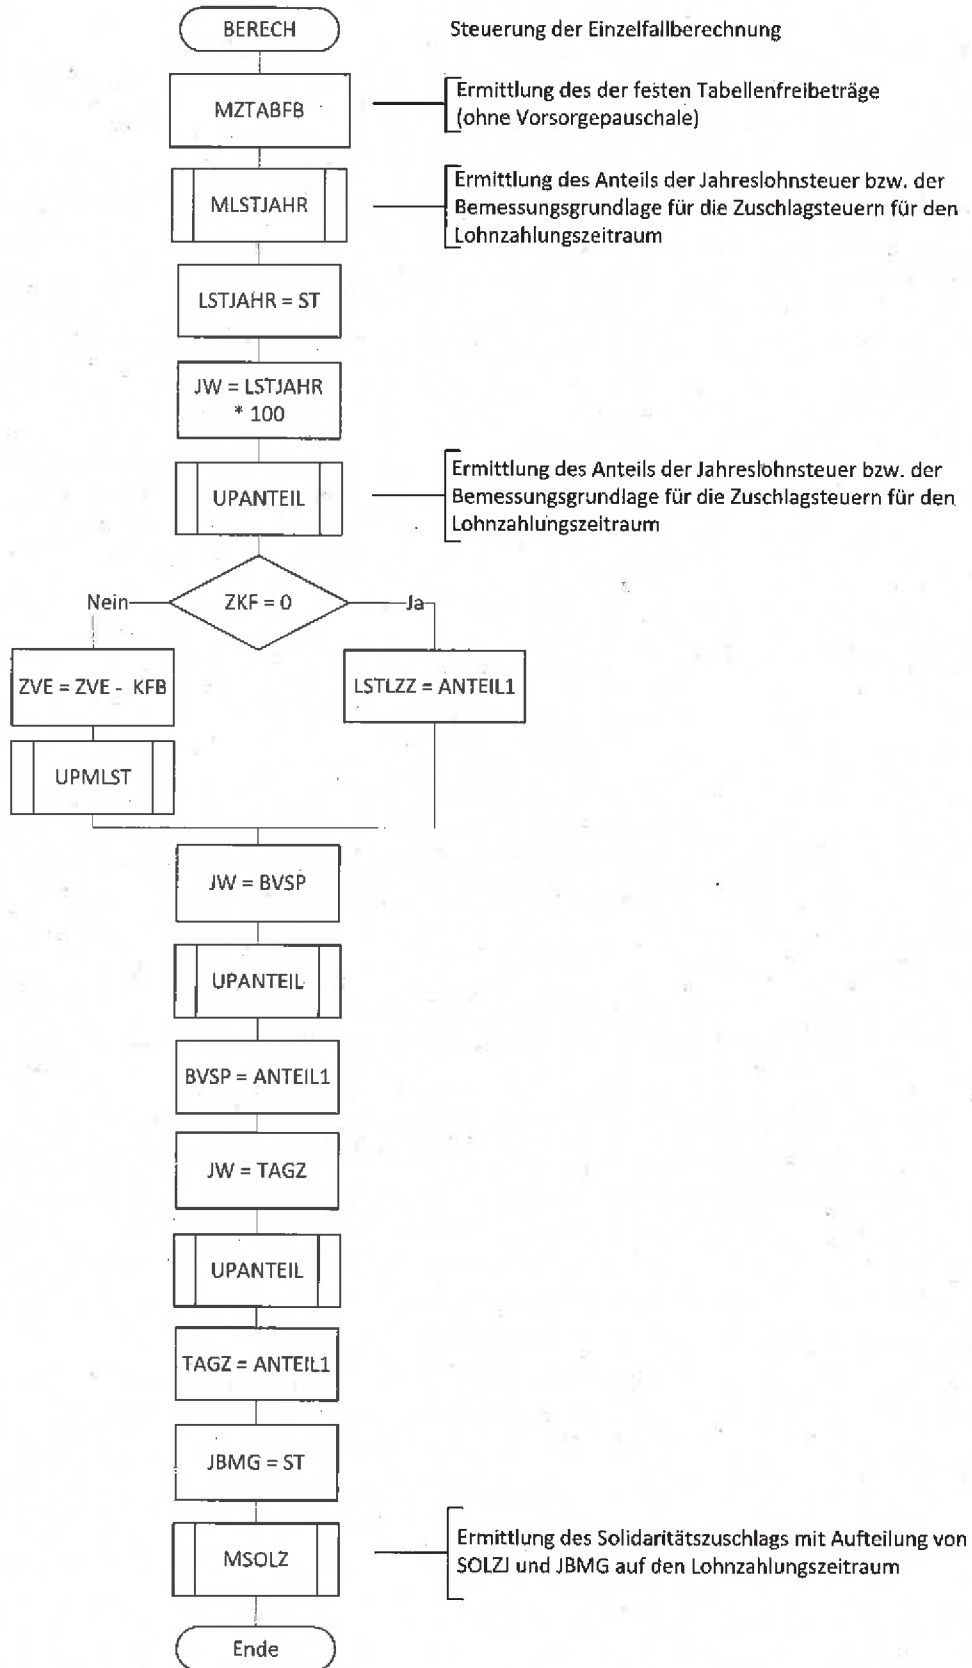 BERECH
Steuerung der Einzelfallberechnung
MZTABFB
Ermittlung des der festen Tabellenfreibeträge
(ohne Vorsorgepauschale)
MLSTJAHR
Ermittlung des Anteils der Jahreslohnsteuer bzw. der
Bemessungsgrundlage für die Zuschlagsteuern für den
Lohnzahlungszeitraum
LSTJAHR = ST
JW = LSTJAHR
* 100
UPANTEIL
Ermittlung des Anteils der Jahreslohnsteuer bzw. der
Bemessungsgrundlage für die Zuschlagsteuern für den
Lohnzahlungszeitraum
Nein
ZKF = 0
Ja
ZVE = ZVE - KFB
LSTLZZ = ANTEIL1
UPMLST
JW = BVSP
UPANTEIL
BVSP = ANTEIL1
JW = TAGZ
UPANTEIL
TAGZ = ANTEIL1
JBMG = ST
MSOLZ
Ermittlung des Solidaritätszuschlags mit Aufteilung von
SOLZJ und JBMG auf den Lohnzahlungszeitraum
Ende